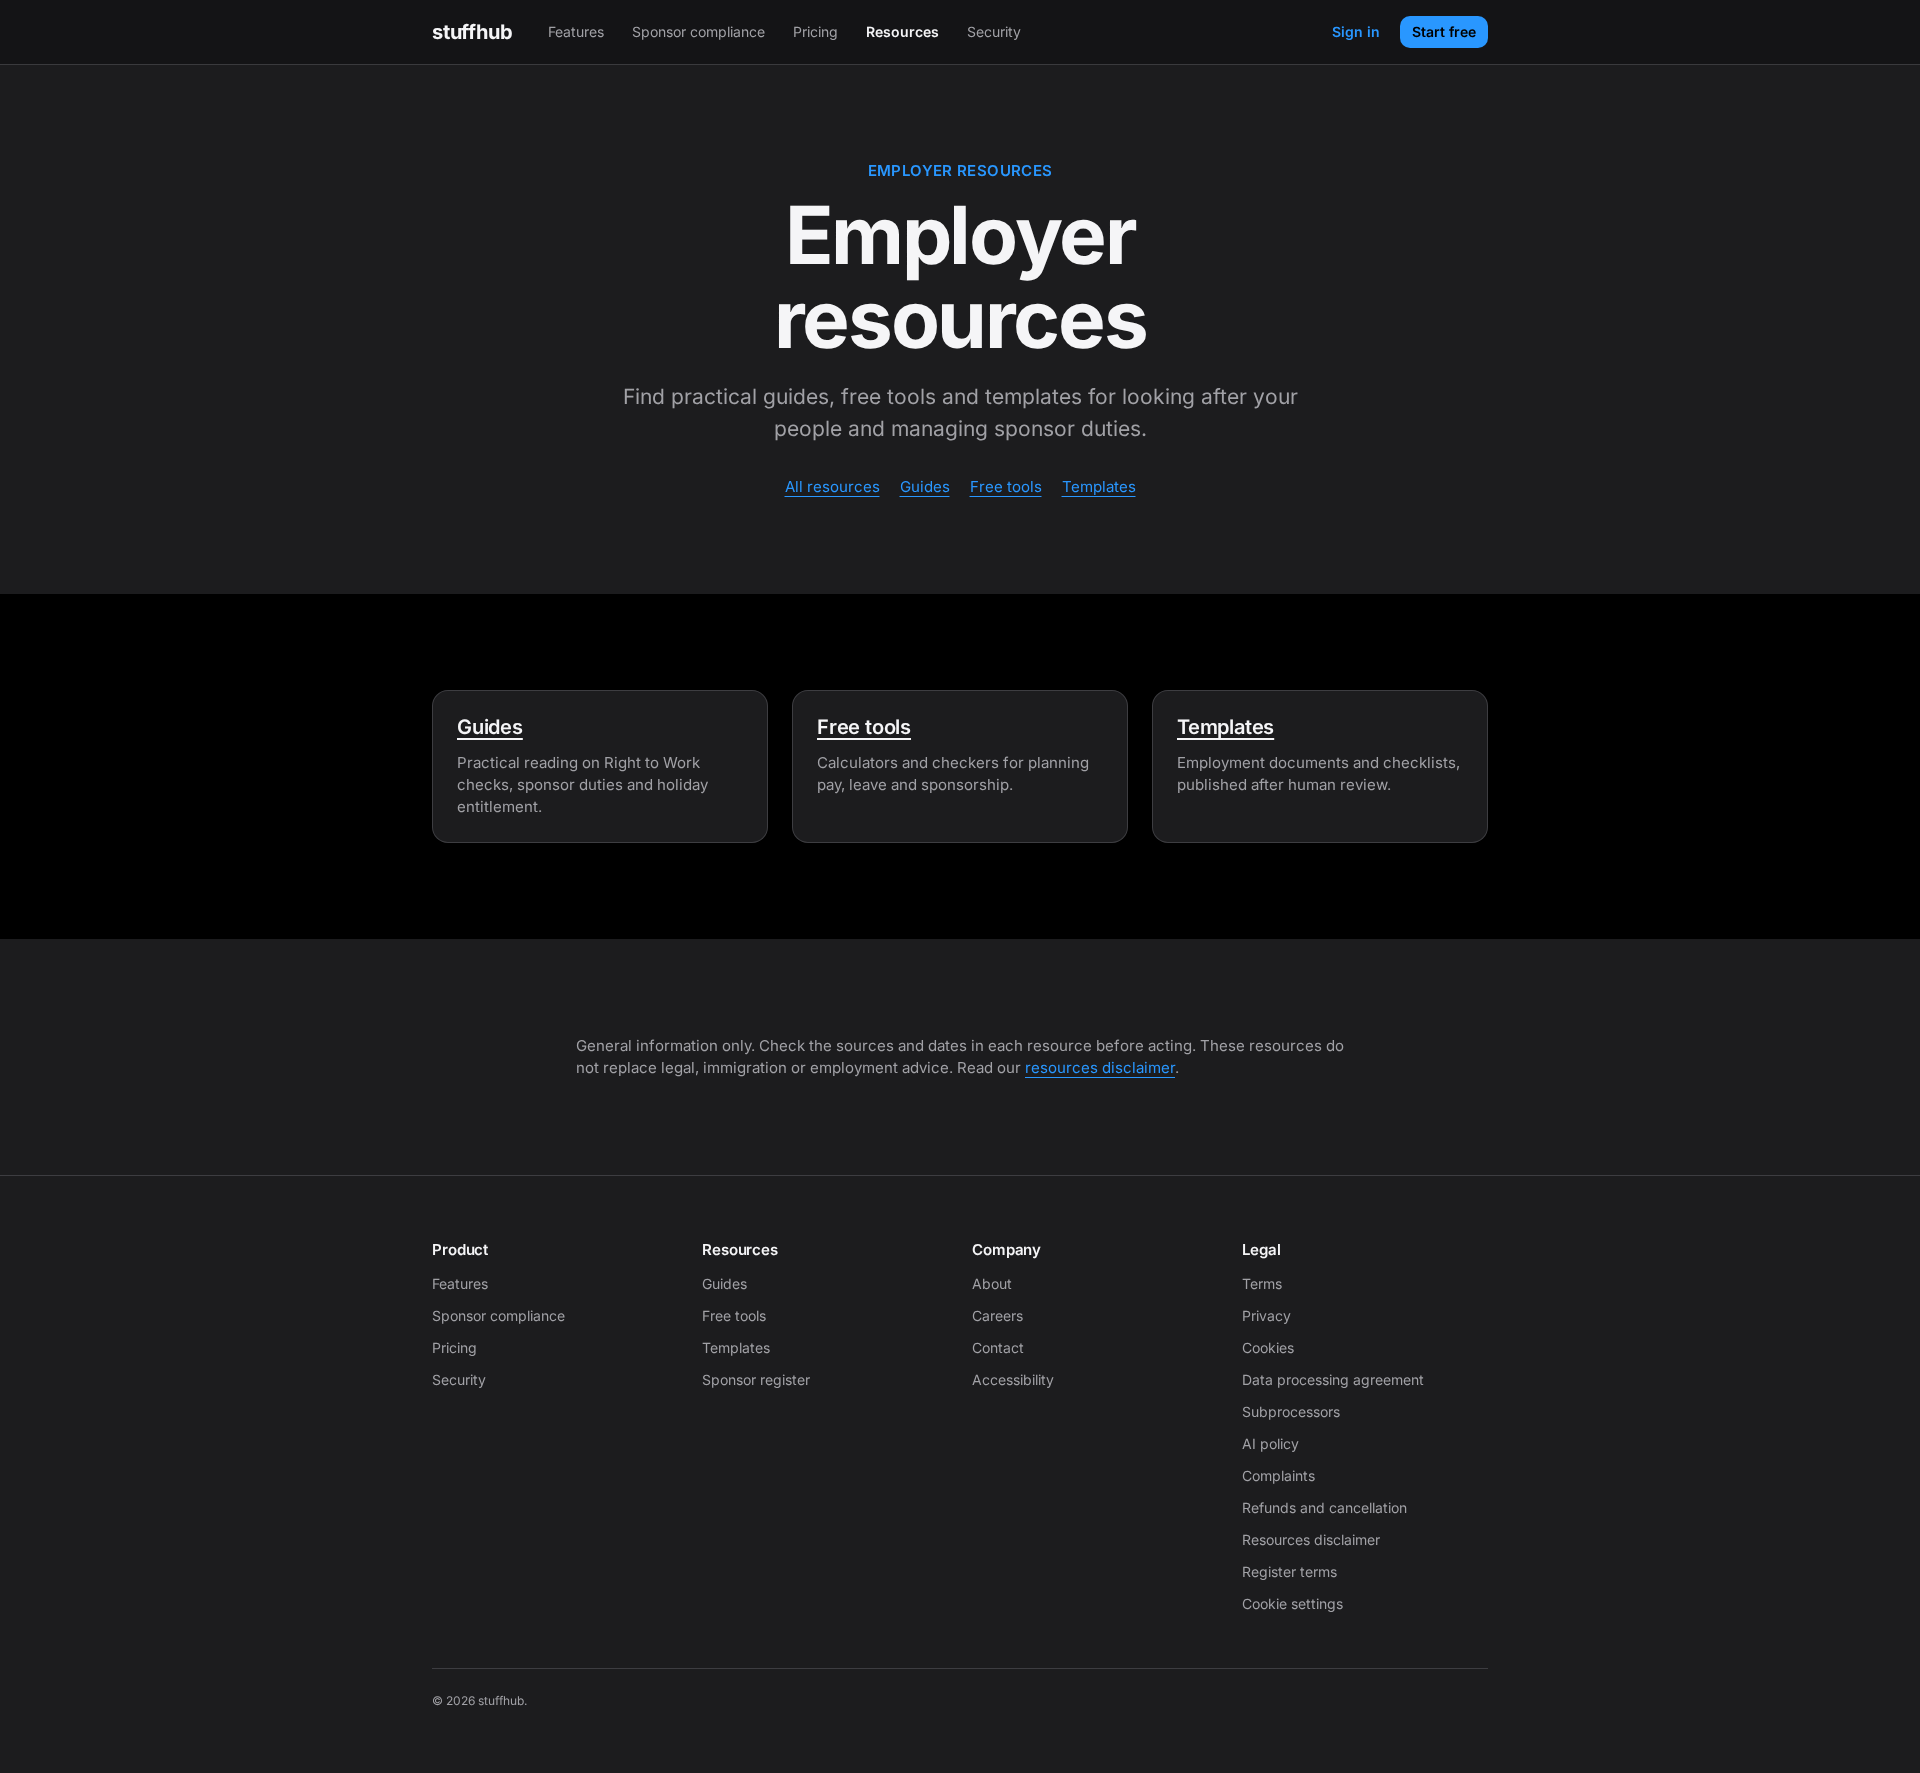 stuffhub
Features
Sponsor compliance
Pricing
Resources
Security
Sign in
Start free
EMPLOYER RESOURCES
Employer
resources
Find practical guides, free tools and templates for looking after your
people and managing sponsor duties.
All resources
Guides
Free tools
Templates
Guides
Practical reading on Right to Work
checks, sponsor duties and holiday
entitlement.
Free tools
Calculators and checkers for planning
pay, leave and sponsorship.
Templates
Employment documents and checklists,
published after human review.
General information only. Check the sources and dates in each resource before acting. These resources do
not replace legal, immigration or employment advice. Read our resources disclaimer.
Product
Features
Sponsor compliance
Pricing
Security
Resources
Guides
Free tools
Templates
Sponsor register
Company
About
Careers
Contact
Accessibility
Legal
Terms
Privacy
Cookies
Data processing agreement
Subprocessors
AI policy
Complaints
Refunds and cancellation
Resources disclaimer
Register terms
Cookie settings
© 2026 stuffhub.